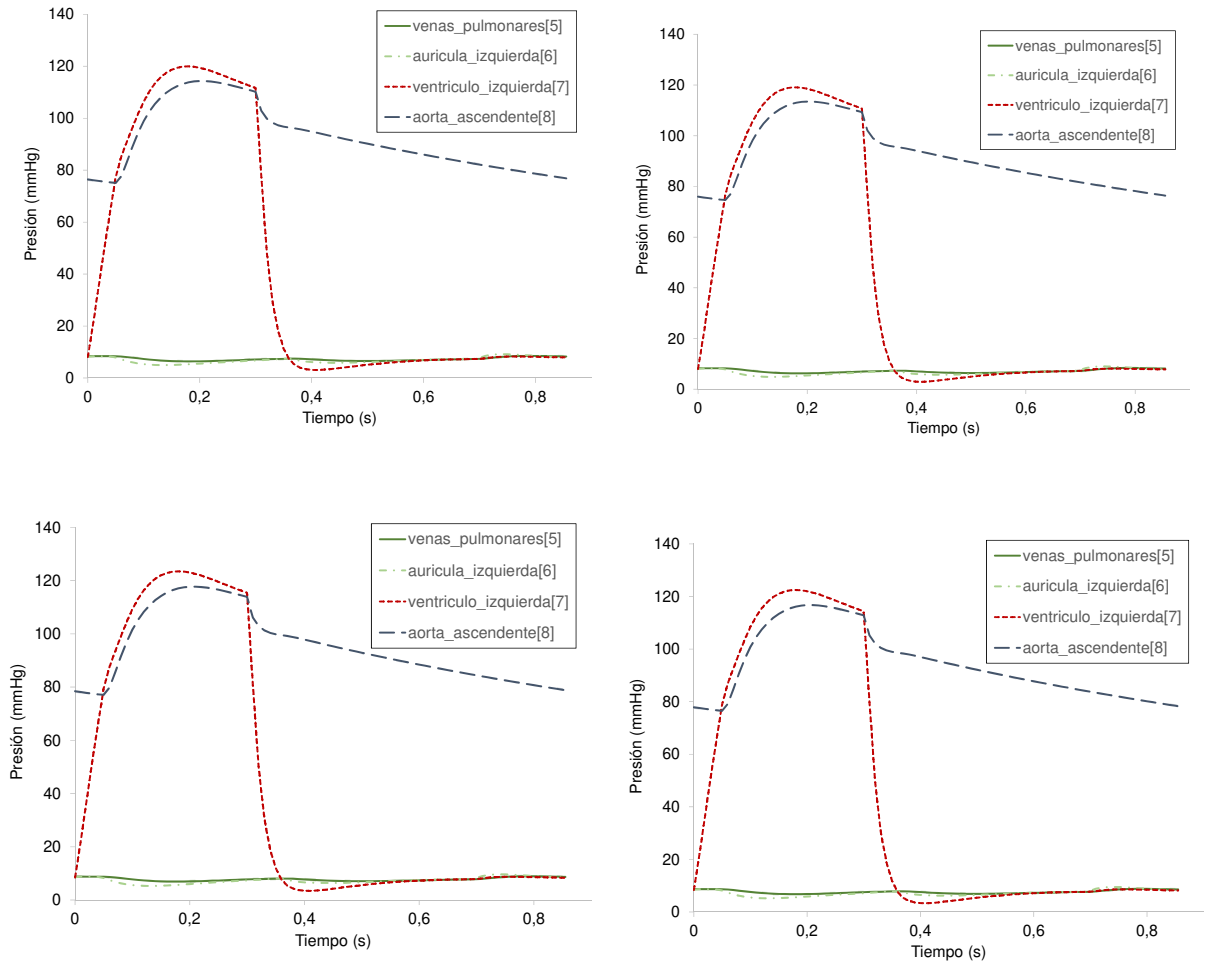 140
120
100
80
60
40
20
0
0
0,2
0,4
0,6
0,8
Presión (mmHg)
Tiempo (s)
venas_pulmonares[5]
auricula_izquierda[6]
ventriculo_izquierda[7]
aorta_ascendente[8]
140
120
100
80
60
40
20
0
0
0,2
0,4
0,6
0,8
Presión (mmHg)
Tiempo (s)
venas_pulmonares[5]
auricula_izquierda[6]
ventriculo_izquierda[7]
aorta_ascendente[8]
140
120
100
80
60
40
20
0
0
0,2
0,4
0,6
0,8
Presión (mmHg)
Tiempo (s)
venas_pulmonares[5]
auricula_izquierda[6]
ventriculo_izquierda[7]
aorta_ascendente[8]
140
120
100
80
60
40
20
0
0
0,2
0,4
0,6
0,8
Presión (mmHg)
Tiempo (s)
venas_pulmonares[5]
auricula_izquierda[6]
ventriculo_izquierda[7]
aorta_ascendente[8]